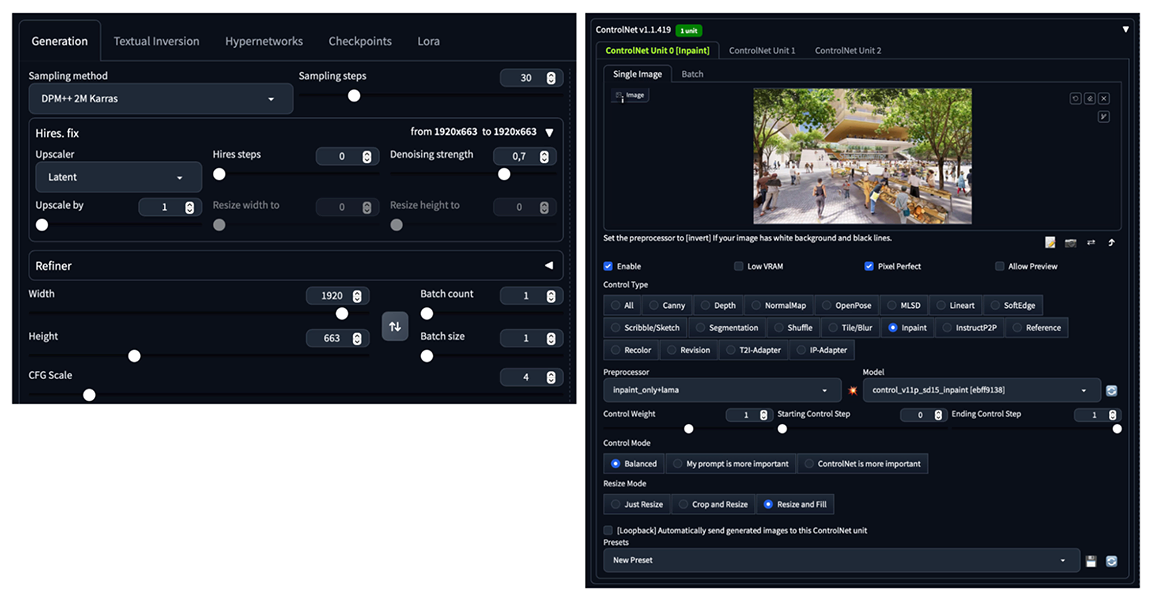 Generation Textual Inversion Hypernetworks Checkpoints Lora
Sampling method Sampling steps 30
DPM++ 2M Karras
Hires. fix from 1920x663 to 1920x663
Upscaler Hires steps 0 Denoising strength 0,7
Latent
Upscale by 1 Resize width to 0 Resize height to 0
Refiner
Width 1920 Batch count 1
Height 663 Batch size 1
CFG Scale 4
ControlNet v1.1.419 1 unit
ControlNet Unit 0 [Inpaint] ControlNet Unit 1 ControlNet Unit 2
Single Image Batch
Image
Set the preprocessor to [invert] If your image has white background and black lines.
Enable Low VRAM Pixel Perfect Allow Preview
Control Type
All Canny Depth NormalMap OpenPose MLSD Lineart SoftEdge
Scribble/Sketch Segmentation Shuffle Tile/Blur Inpaint InstructP2P Reference
Recolor Revision T2I-Adapter IP-Adapter
Preprocessor Model
inpaint_only+lama control_v11p_sd15_inpaint [ebff9138]
Control Weight 1 Starting Control Step 0 Ending Control Step 1
Control Mode
Balanced My prompt is more important ControlNet is more important
Resize Mode
Just Resize Crop and Resize Resize and Fill
[Loopback] Automatically send generated images to this ControlNet unit
Presets
New Preset